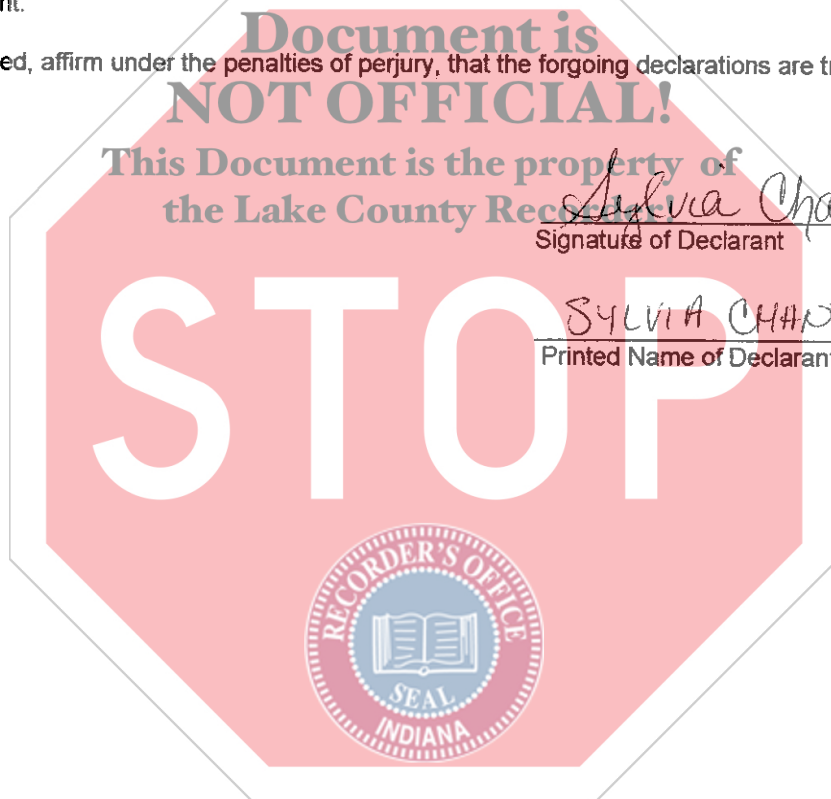 nt.
Document is
ed, affirm under the penalties of perjury, that the forgoing declarations are tr
NOT OFFICIAL!
This Document is the property of
the Lake County Recorder!
Sylvia Cha
Signature of Declarant
SYLVIA CHAN
Printed Name of Declarant
STOP
RECORDER'S OFFICE
SEAL
INDIANA